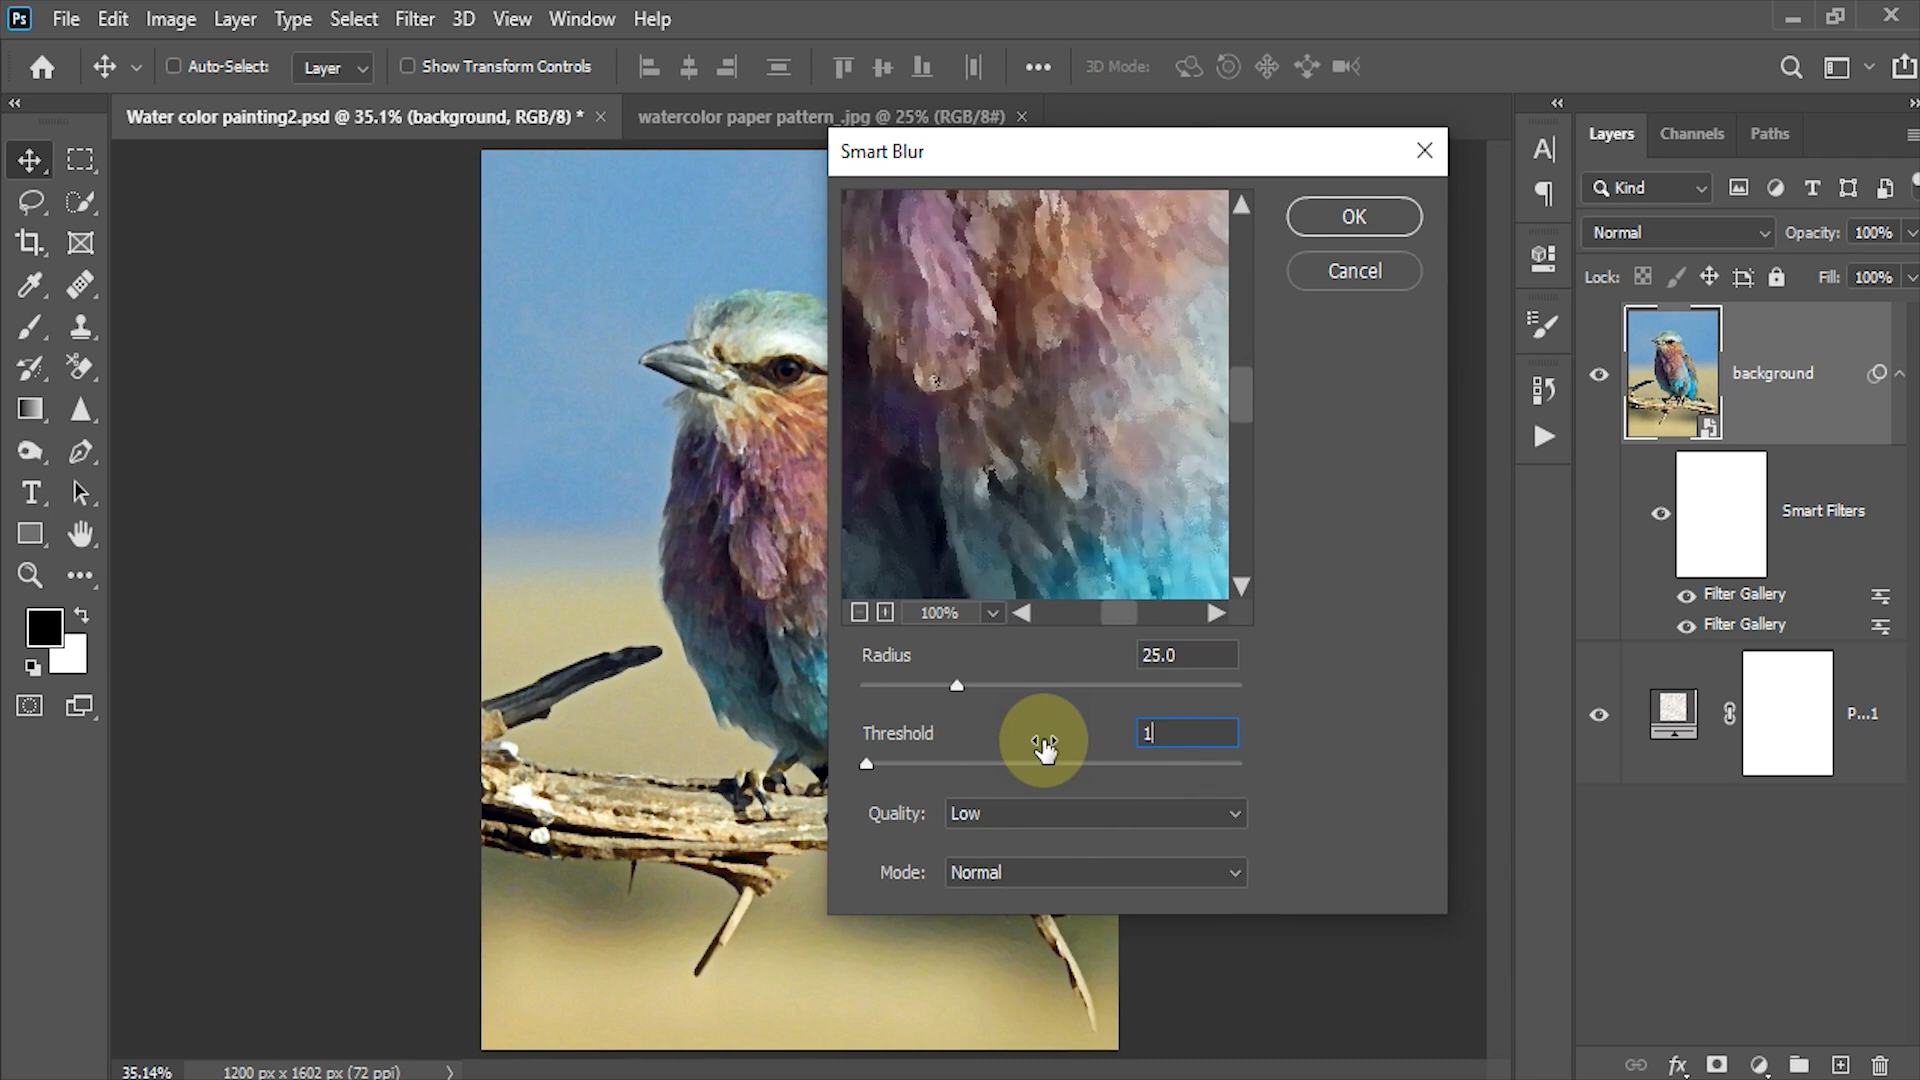 Ps File Edit Image Layer Type Select Filter 3D View Window Help
Auto-Select: Layer Show Transform Controls 3D Mode:
Water color painting2.psd @ 35.1% (background, RGB/8) *
watercolor paper pattern_.jpg @ 25% (RGB/8#)
Smart Blur
OK
Cancel
100%
Radius 25.0
Threshold 1
Quality: Low
Mode: Normal
Layers Channels Paths
Kind
Normal Opacity: 100%
Lock: Fill: 100%
background
Smart Filters
Filter Gallery
Filter Gallery
P...1
35.14% 1200 px x 1602 px (72 ppi)